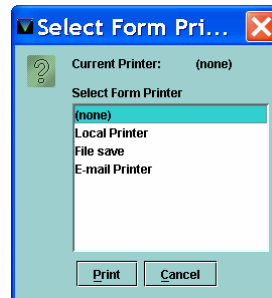 Select Form Pri...
Current Printer: (none)
Select Form Printer
(none)
Local Printer
File save
E-mail Printer
Print Cancel